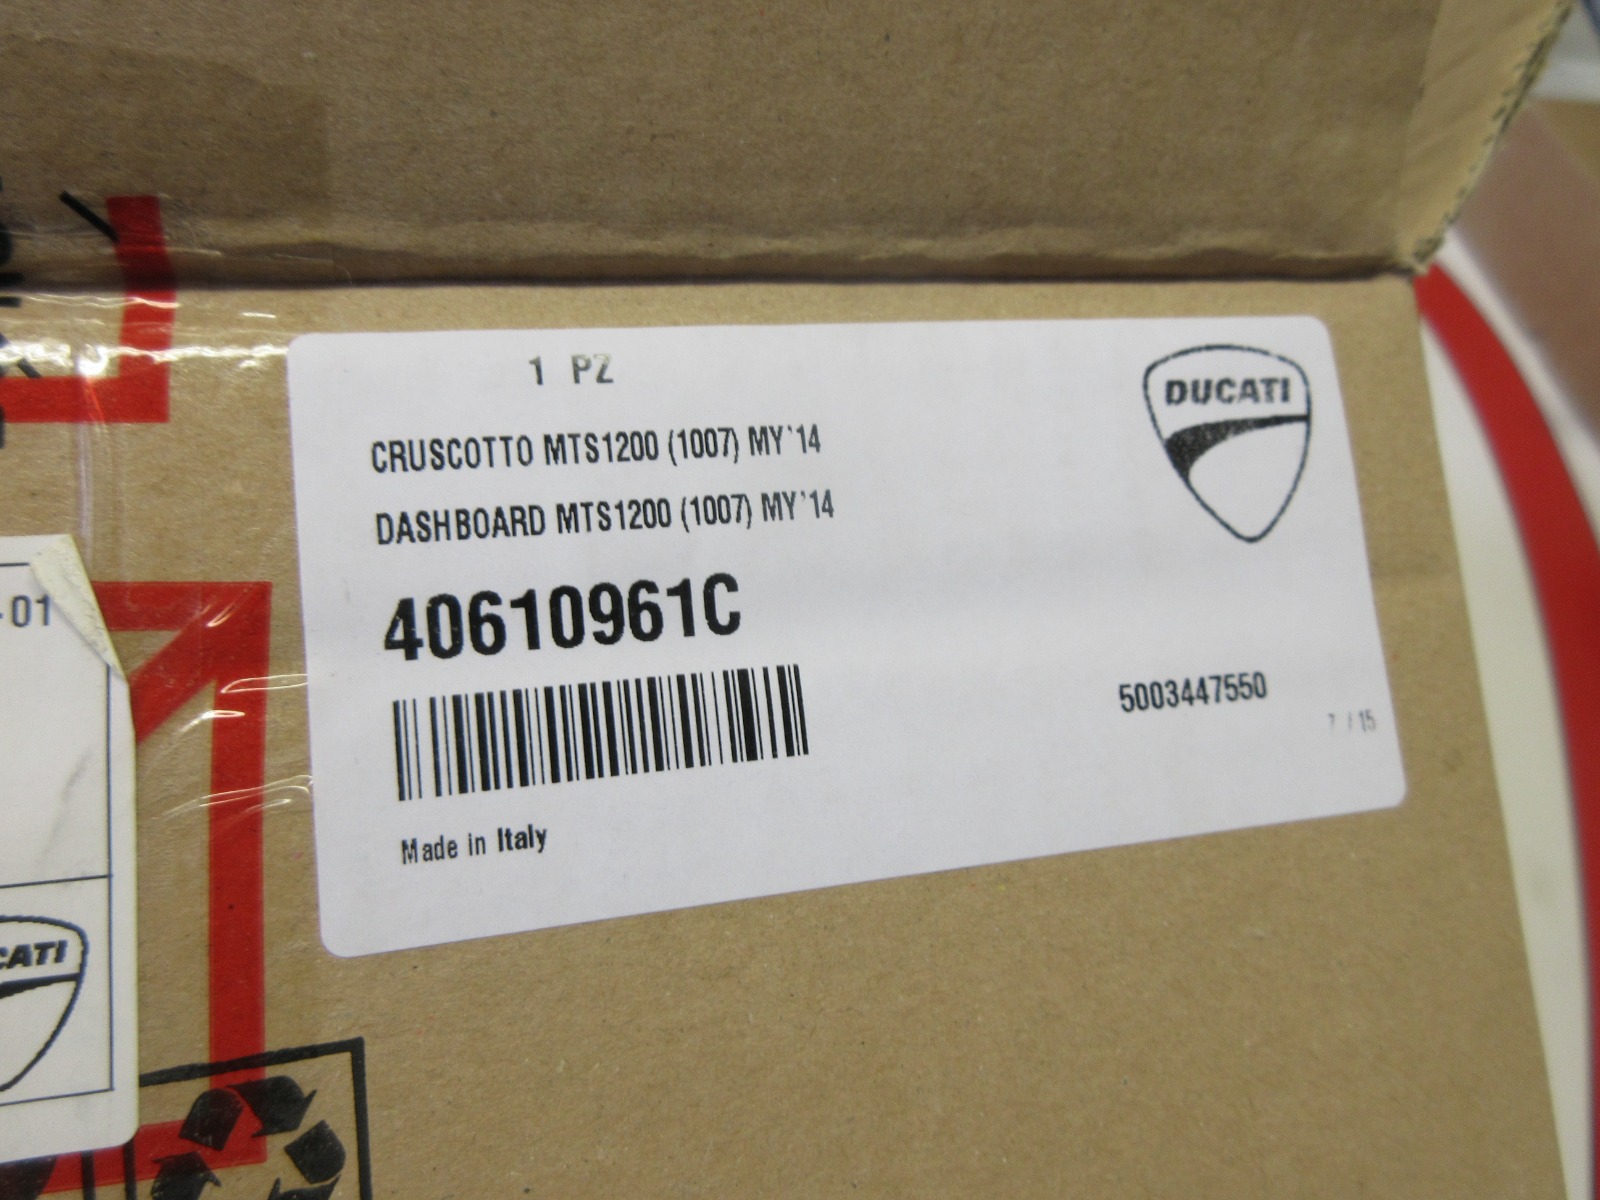 1 PZ
DUCATI
CRUSCOTTO MTS1200 (1007) MY'14
DASHBOARD MTS1200 (1007) MY'14
40610961C
5003447550
7 / 15
Made in Italy
-01
CATI